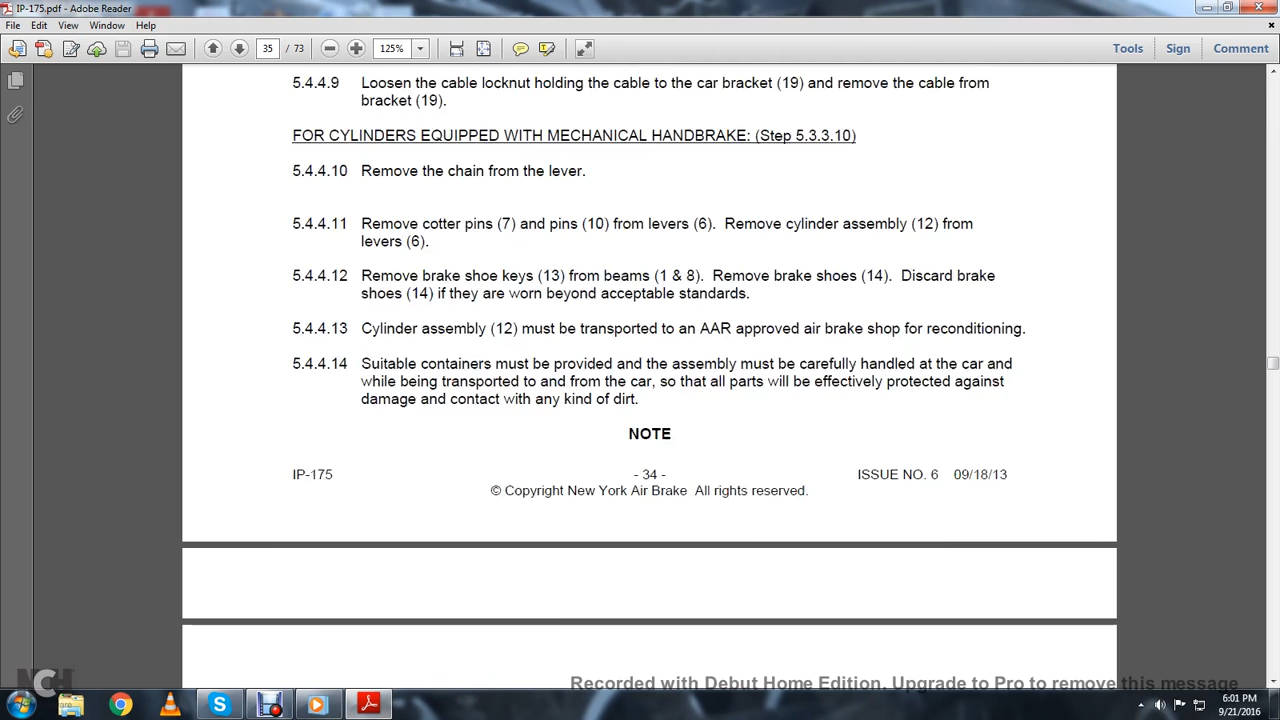 IP-175.pdf - Adobe Reader
File Edit View Window Help
35 / 73 125% Tools Sign Comment
5.4.4.9 Loosen the cable locknut holding the cable to the car bracket (19) and remove the cable from
bracket (19).
FOR CYLINDERS EQUIPPED WITH MECHANICAL HANDBRAKE: (Step 5.3.3.10)
5.4.4.10 Remove the chain from the lever.
5.4.4.11 Remove cotter pins (7) and pins (10) from levers (6). Remove cylinder assembly (12) from
levers (6).
5.4.4.12 Remove brake shoe keys (13) from beams (1 & 8). Remove brake shoes (14). Discard brake
shoes (14) if they are worn beyond acceptable standards.
5.4.4.13 Cylinder assembly (12) must be transported to an AAR approved air brake shop for reconditioning.
5.4.4.14 Suitable containers must be provided and the assembly must be carefully handled at the car and
while being transported to and from the car, so that all parts will be effectively protected against
damage and contact with any kind of dirt.
NOTE
IP-175 - 34 - ISSUE NO. 6 09/18/13
© Copyright New York Air Brake All rights reserved.
NCH
Recorded with Debut Home Edition. Upgrade to Pro to remove this message
6:01 PM
9/21/2016